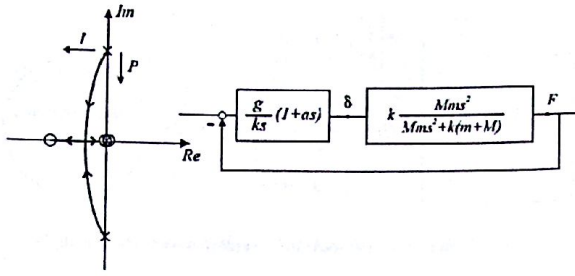 Im
I
P
Re
g
ks
(1+as)
δ
k
Mms²
Mms²+k(m+M)
F
-